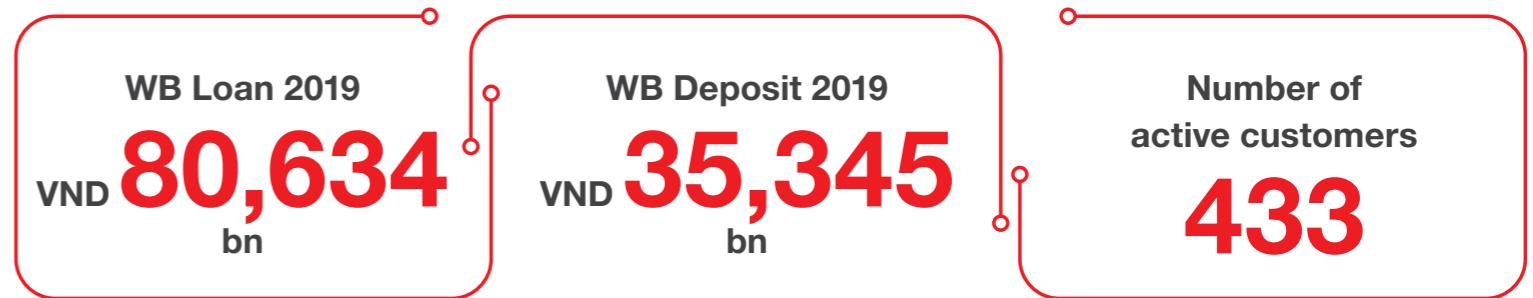 WB Loan 2019
VND 80,634
bn
WB Deposit 2019
VND 35,345
bn
Number of
active customers
433